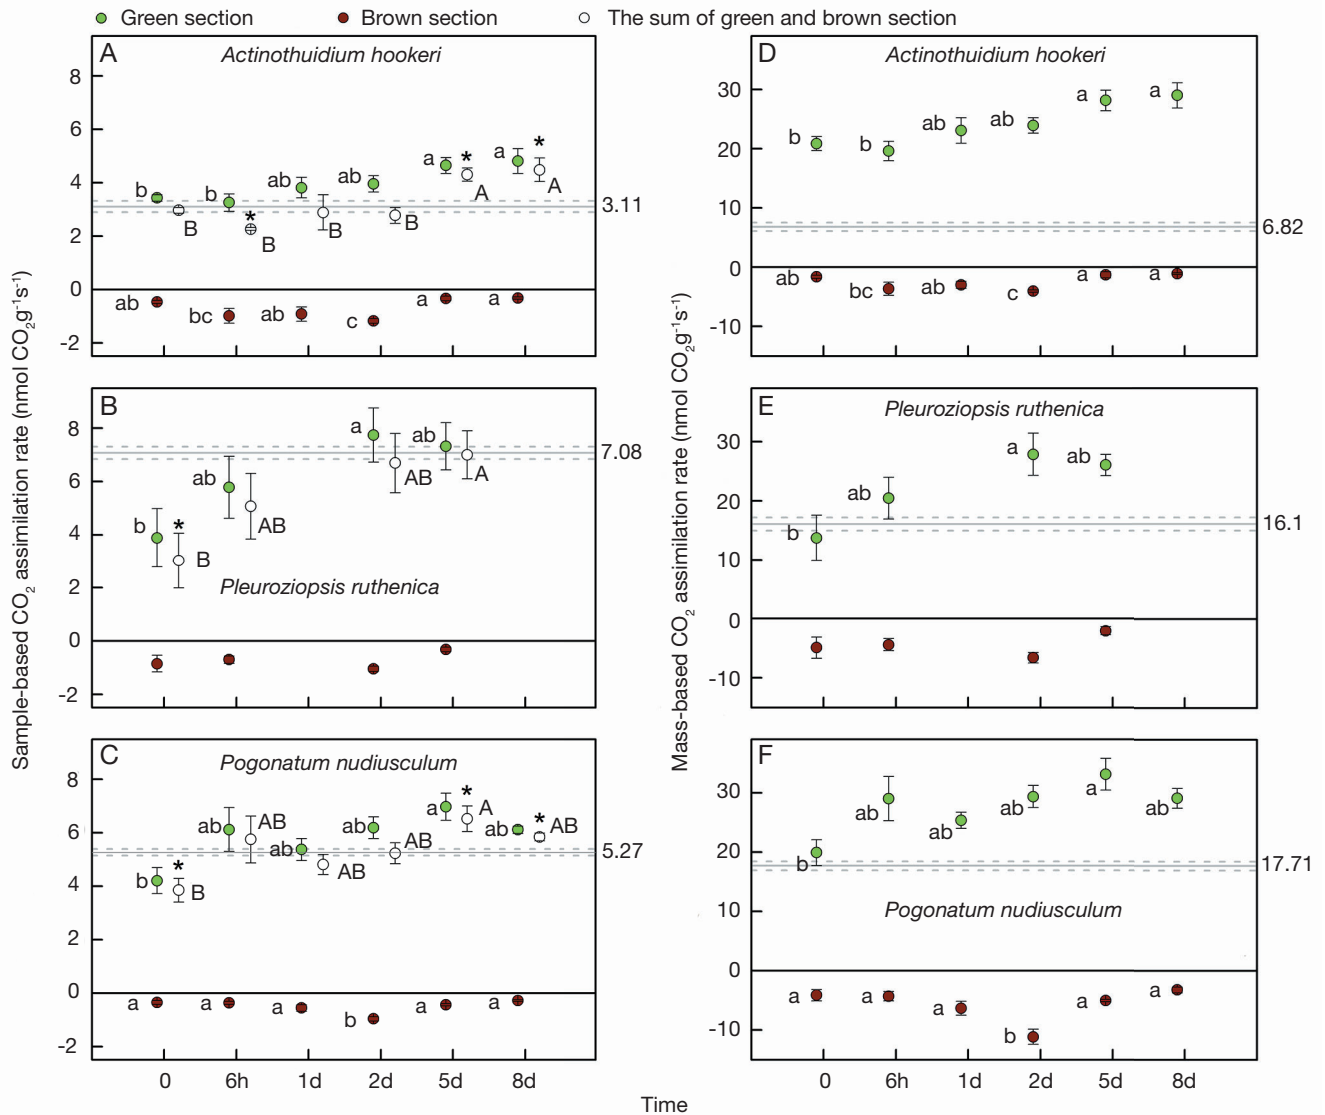 Green section Brown section The sum of green and brown section
A Actinothuidium hookeri
8
6
4
2
0
-2
b b ab ab a a
* * *
B B B B A A
3.11
ab bc ab c a a
D Actinothuidium hookeri
30
20
10
0
-10
b b ab ab a a
6.82
ab bc ab c a a
B
8
6
4
2
0
-2
b ab a ab
*
B AB AB A
7.08
Pleuroziopsis ruthenica
E Pleuroziopsis ruthenica
30
20
10
0
-10
b ab a ab
16.1
C Pogonatum nudiusculum
8
6
4
2
0
-2
b ab ab ab a ab
* * *
B AB AB AB A AB
5.27
a a a b a a
F
30
20
10
0
-10
b ab ab ab a ab
17.71
Pogonatum nudiusculum
a a a b a a
0 6h 1d 2d 5d 8d
0 6h 1d 2d 5d 8d
Time
Sample-based CO₂ assimilation rate (nmol CO₂g⁻¹s⁻¹)
Mass-based CO₂ assimilation rate (nmol CO₂g⁻¹s⁻¹)